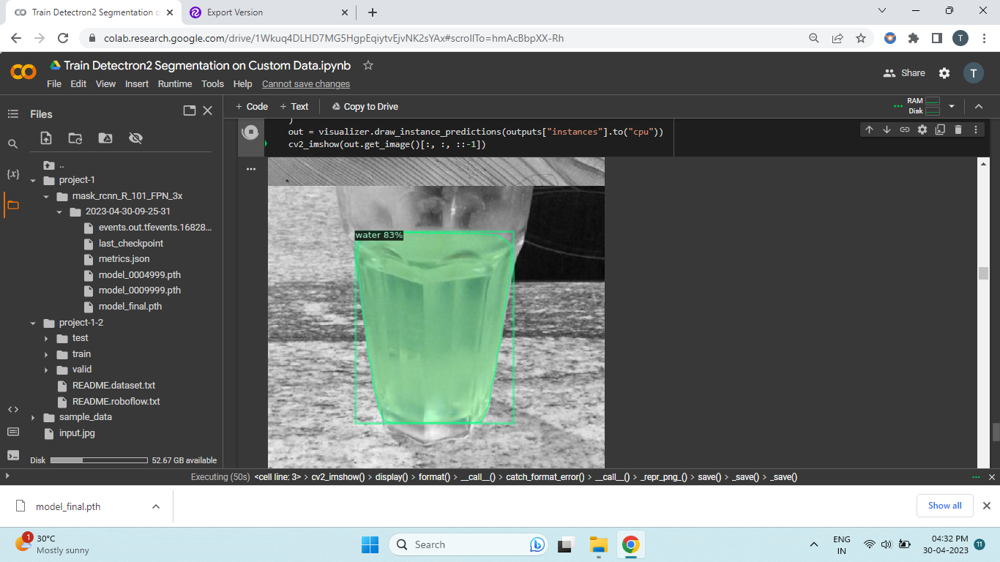 Train Detectron2 Segmentation o
Export Version
colab.research.google.com/drive/1Wkuq4DLHD7MG5HgpEqiytvEjvNK2sYAx#scrollTo=hmAcBbpXX-Rh
T
CO
Train Detectron2 Segmentation on Custom Data.ipynb
Share
T
File Edit View Insert Runtime Tools Help Cannot save changes
Files
+ Code + Text Copy to Drive
RAM
Disk
{x}
..
project-1
mask_rcnn_R_101_FPN_3x
2023-04-30-09-25-31
events.out.tfevents.16828...
last_checkpoint
metrics.json
model_0004999.pth
model_0009999.pth
model_final.pth
project-1-2
test
train
valid
README.dataset.txt
README.roboflow.txt
sample_data
input.jpg
Disk 52.67 GB available
)
out = visualizer.draw_instance_predictions(outputs["instances"].to("cpu"))
cv2_imshow(out.get_image()[:, :, ::-1])
water 83%
Executing (50s) <cell line: 3> > cv2_imshow() > display() > format() > __call__() > catch_format_error() > __call__() > _repr_png_() > save() > _save() > _save()
model_final.pth
Show all
1
30°C
Mostly sunny
Search
ENG
IN
04:32 PM
30-04-2023
11